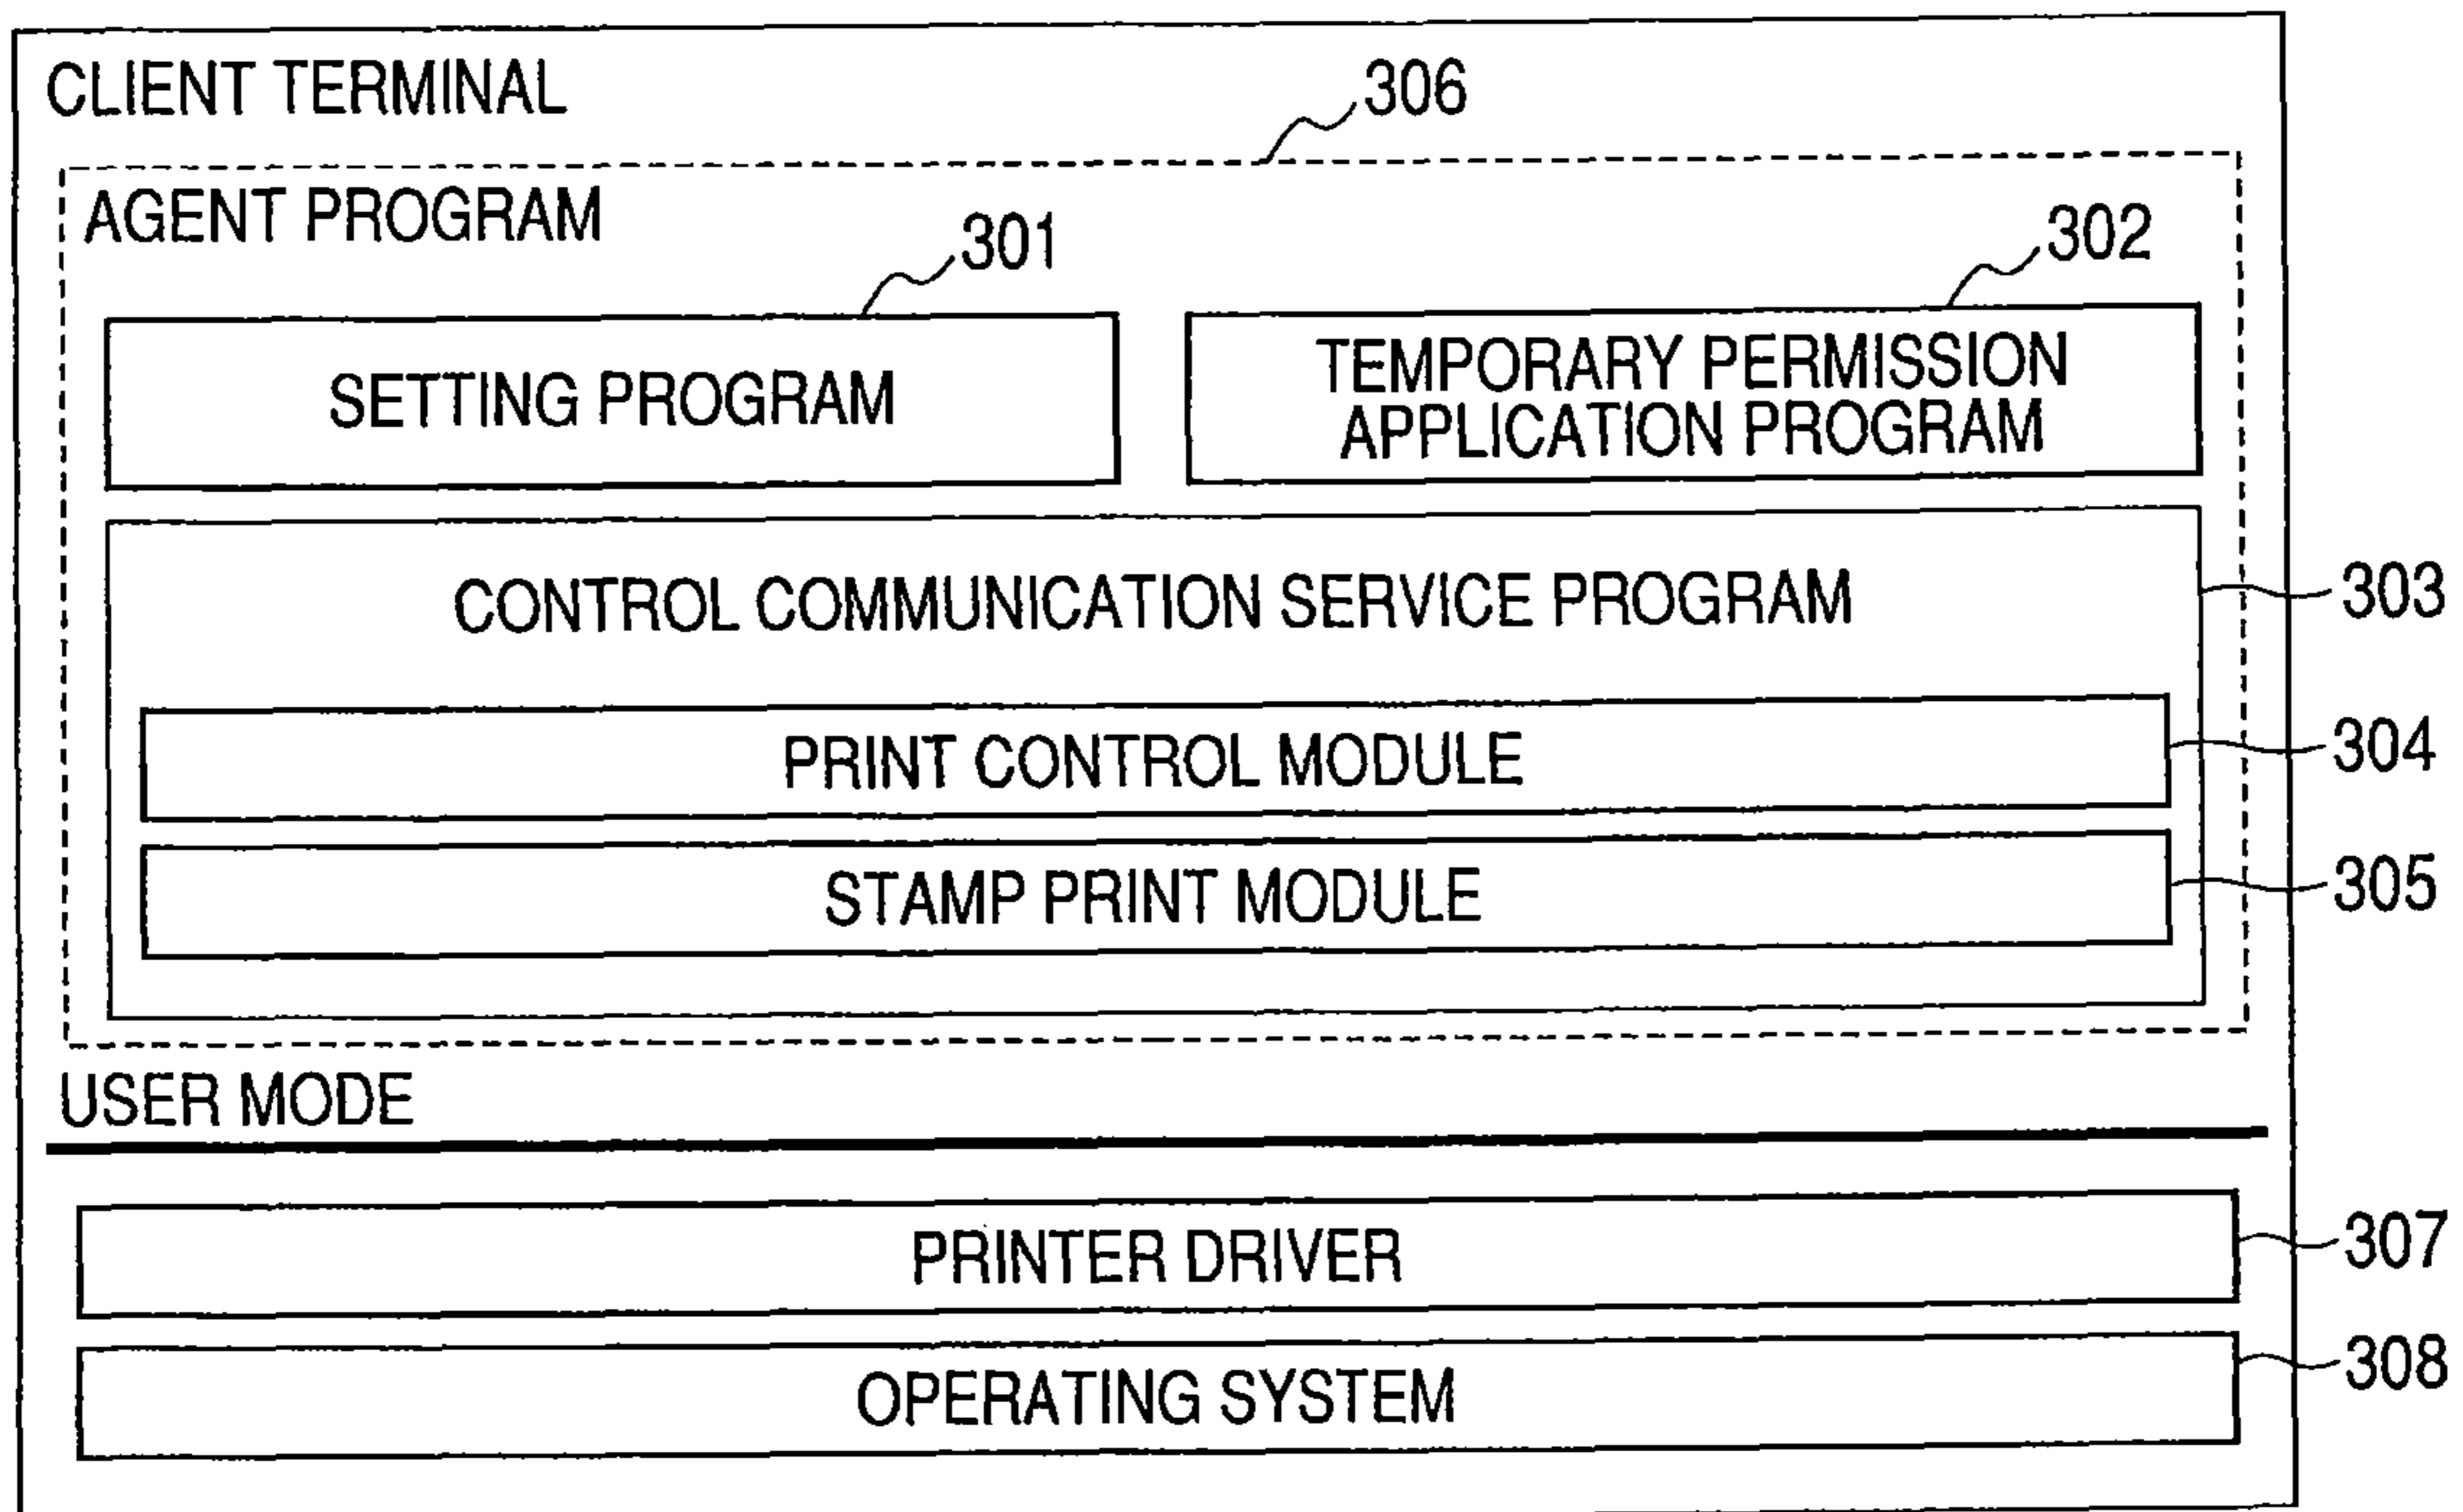 CLIENT TERMINAL
306
AGENT PROGRAM
301
302
SETTING PROGRAM
TEMPORARY PERMISSION
APPLICATION PROGRAM
CONTROL COMMUNICATION SERVICE PROGRAM
303
PRINT CONTROL MODULE
304
STAMP PRINT MODULE
305
USER MODE
PRINTER DRIVER
307
OPERATING SYSTEM
308